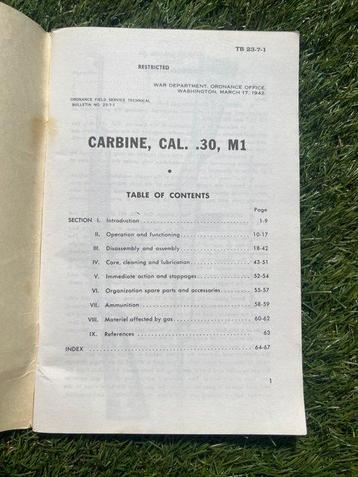 TB 23-7-1
RESTRICTED
WAR DEPARTMENT, ORDNANCE OFFICE,
WASHINGTON, MARCH 17, 1942.
ORDNANCE FIELD SERVICE TECHNICAL
BULLETIN NO. 23-7-1
CARBINE, CAL. .30, M1
TABLE OF CONTENTS
Page
SECTION I. Introduction 1-9
II. Operation and functioning 10-17
III. Disassembly and assembly 18-42
IV. Care, cleaning and lubrication 43-51
V. Immediate action and stoppages 52-54
VI. Organization spare parts and accessories 55-57
VII. Ammunition 58-59
VIII. Materiel affected by gas 60-62
IX. References 63
INDEX 64-67
1